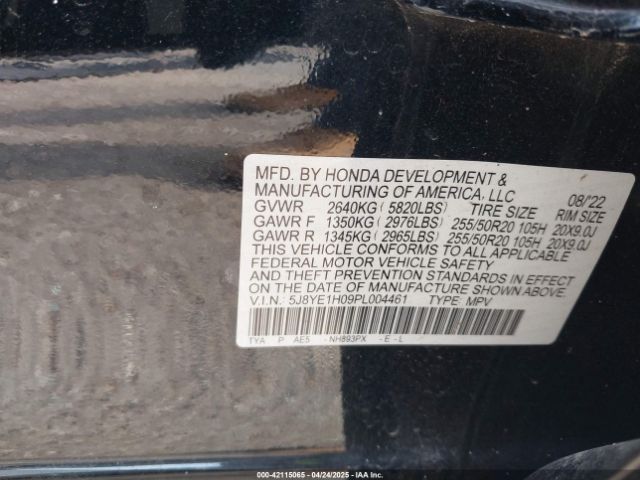 MFD. BY HONDA DEVELOPMENT &
MANUFACTURING OF AMERICA, LLC 08/'22
GVWR 2640KG(5820LBS) TIRE SIZE RIM SIZE
GAWR F 1350KG(2976LBS) 255/50R20 105H 20X9.0J
GAWR R 1345KG(2965LBS) 255/50R20 105H 20X9.0J
THIS VEHICLE CONFORMS TO ALL APPLICABLE
FEDERAL MOTOR VEHICLE SAFETY
AND THEFT PREVENTION STANDARDS IN EFFECT
ON THE DATE OF MANUFACTURE SHOWN ABOVE.
V.I.N.: 5J8YE1H09PL004461 TYPE: MPV
TYA P AE5 - NH893PX - E - L
000-42115065 04/24/2025 Copyright IAA, Inc.